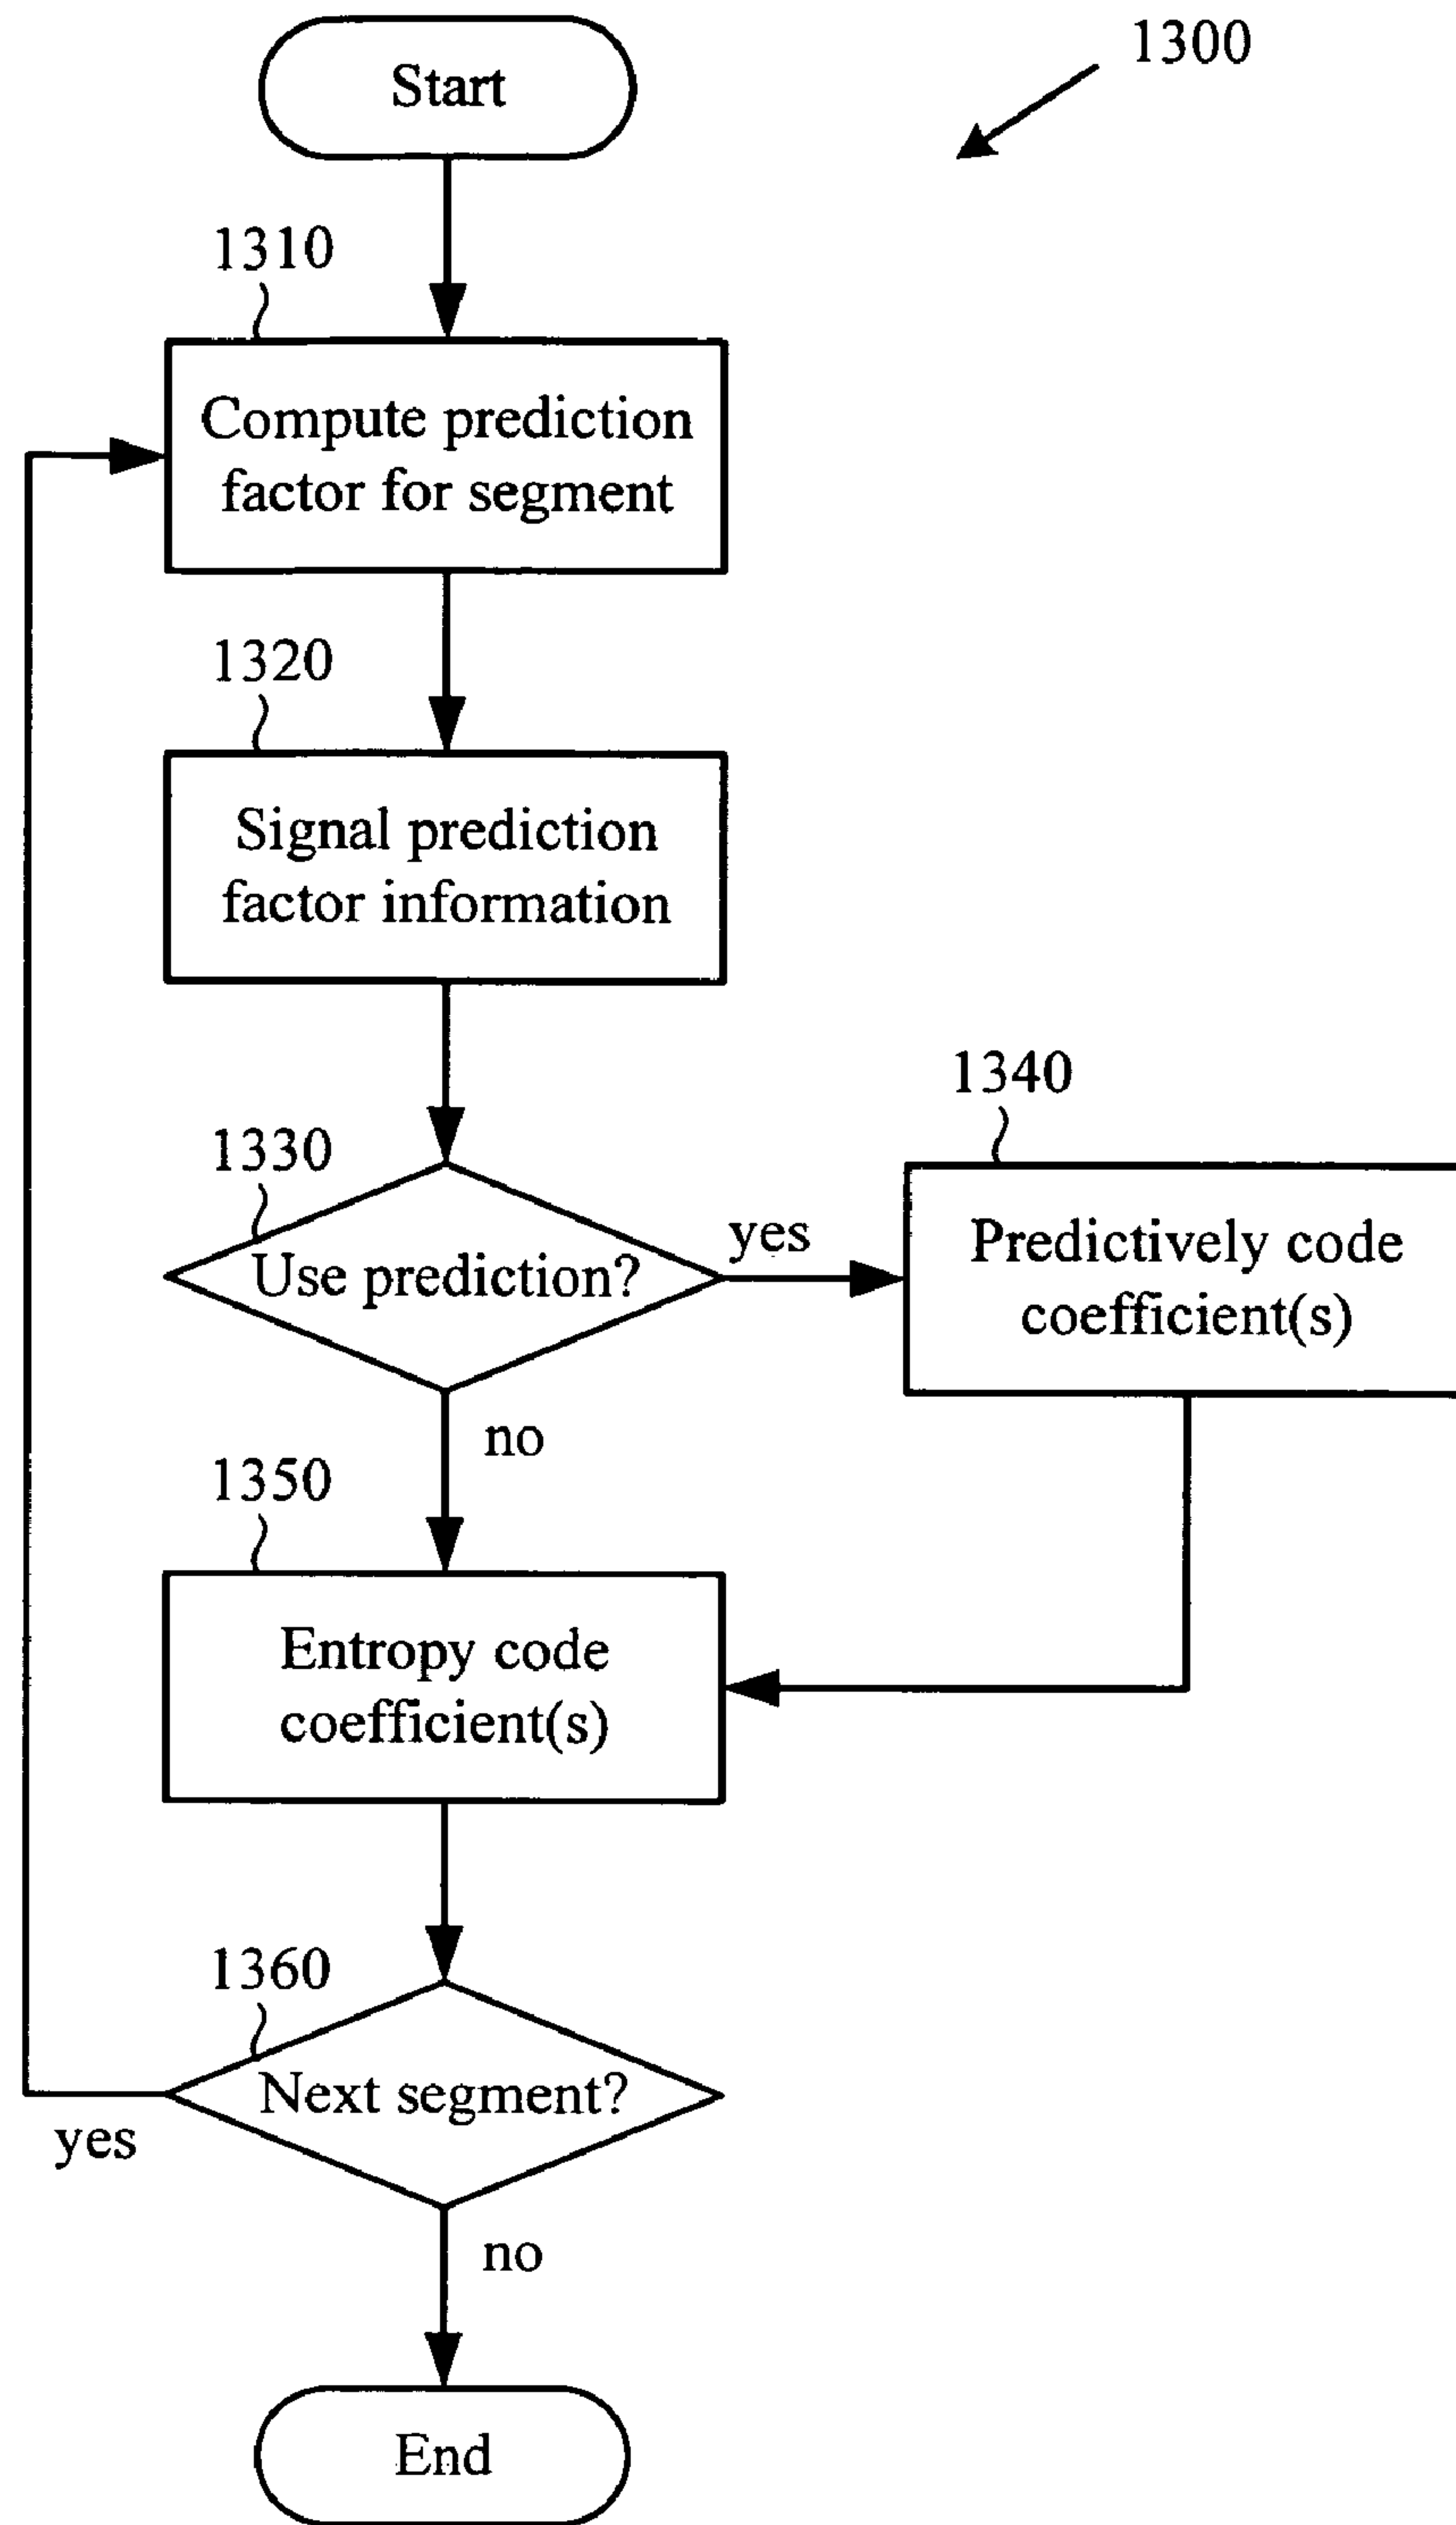 Start
1300
1310
Compute prediction
factor for segment
1320
Signal prediction
factor information
1330
Use prediction?
yes
1340
Predictively code
coefficient(s)
no
1350
Entropy code
coefficient(s)
1360
Next segment?
yes
no
End